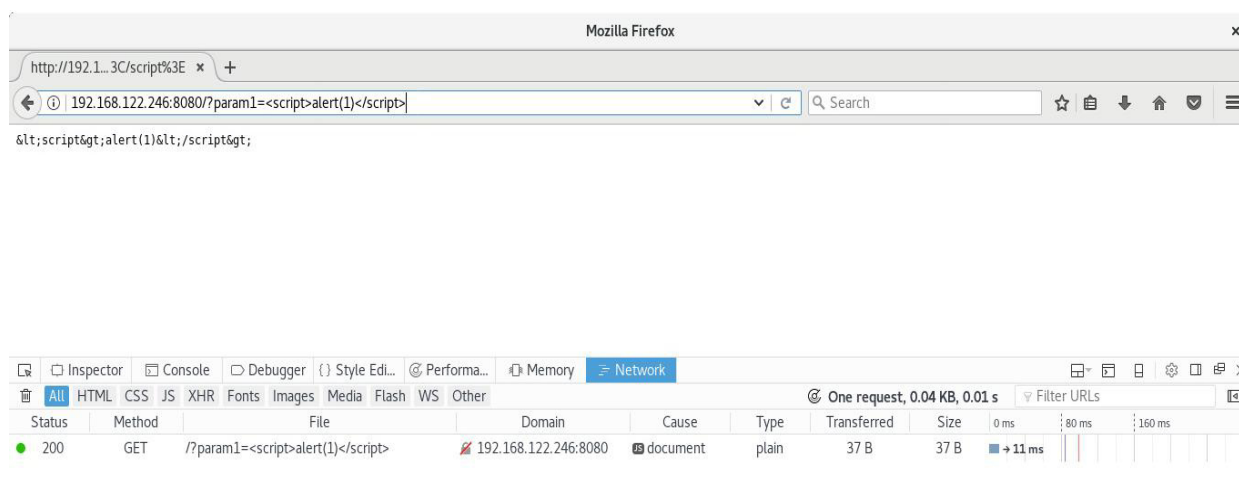 Mozilla Firefox ×
http://192.1...3C/script%3E × +
192.168.122.246:8080/?param1=<script>alert(1)</script> Search
&lt;script&gt;alert(1)&lt;/script&gt;
Inspector Console Debugger {} Style Edi... Performa... Memory Network
All HTML CSS JS XHR Fonts Images Media Flash WS Other One request, 0.04 KB, 0.01 s Filter URLs
Status Method File Domain Cause Type Transferred Size 0 ms 80 ms 160 ms
200 GET /?param1=<script>alert(1)</script> 192.168.122.246:8080 JS document plain 37 B 37 B → 11 ms